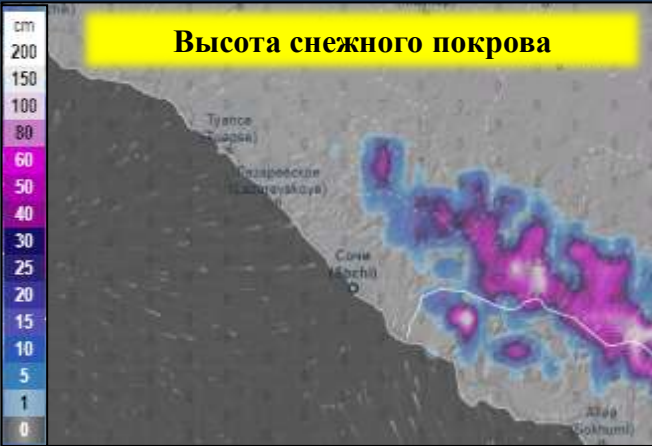 Высота снежного покрова
cm
200
150
100
80
60
50
40
30
25
20
15
10
5
1
0
Туапсе
(Tuapse)
Лазаревское
(Lazarevskoye)
Сочи
(Sochi)
(Sokhumi)